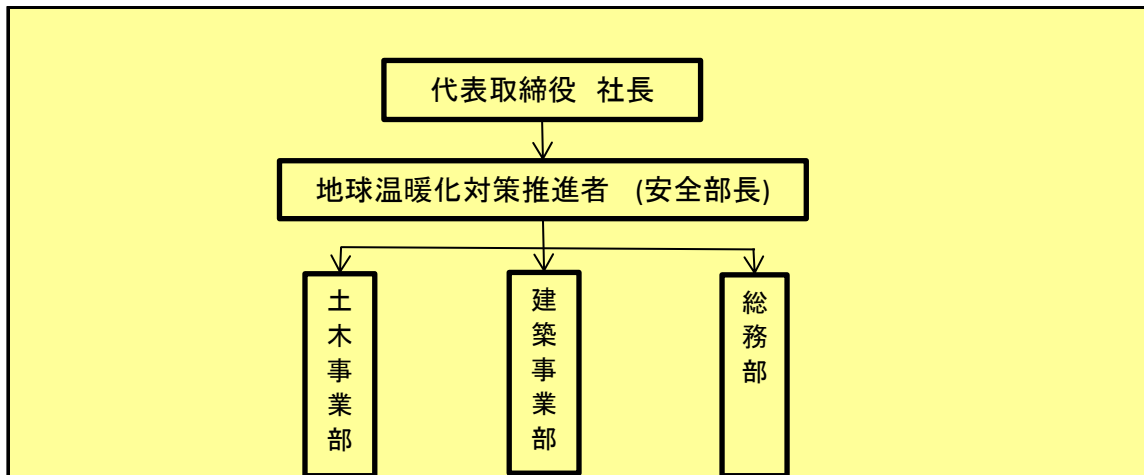 代表取締役 社長
地球温暖化対策推進者 (安全部長)
土木事業部
建築事業部
総務部